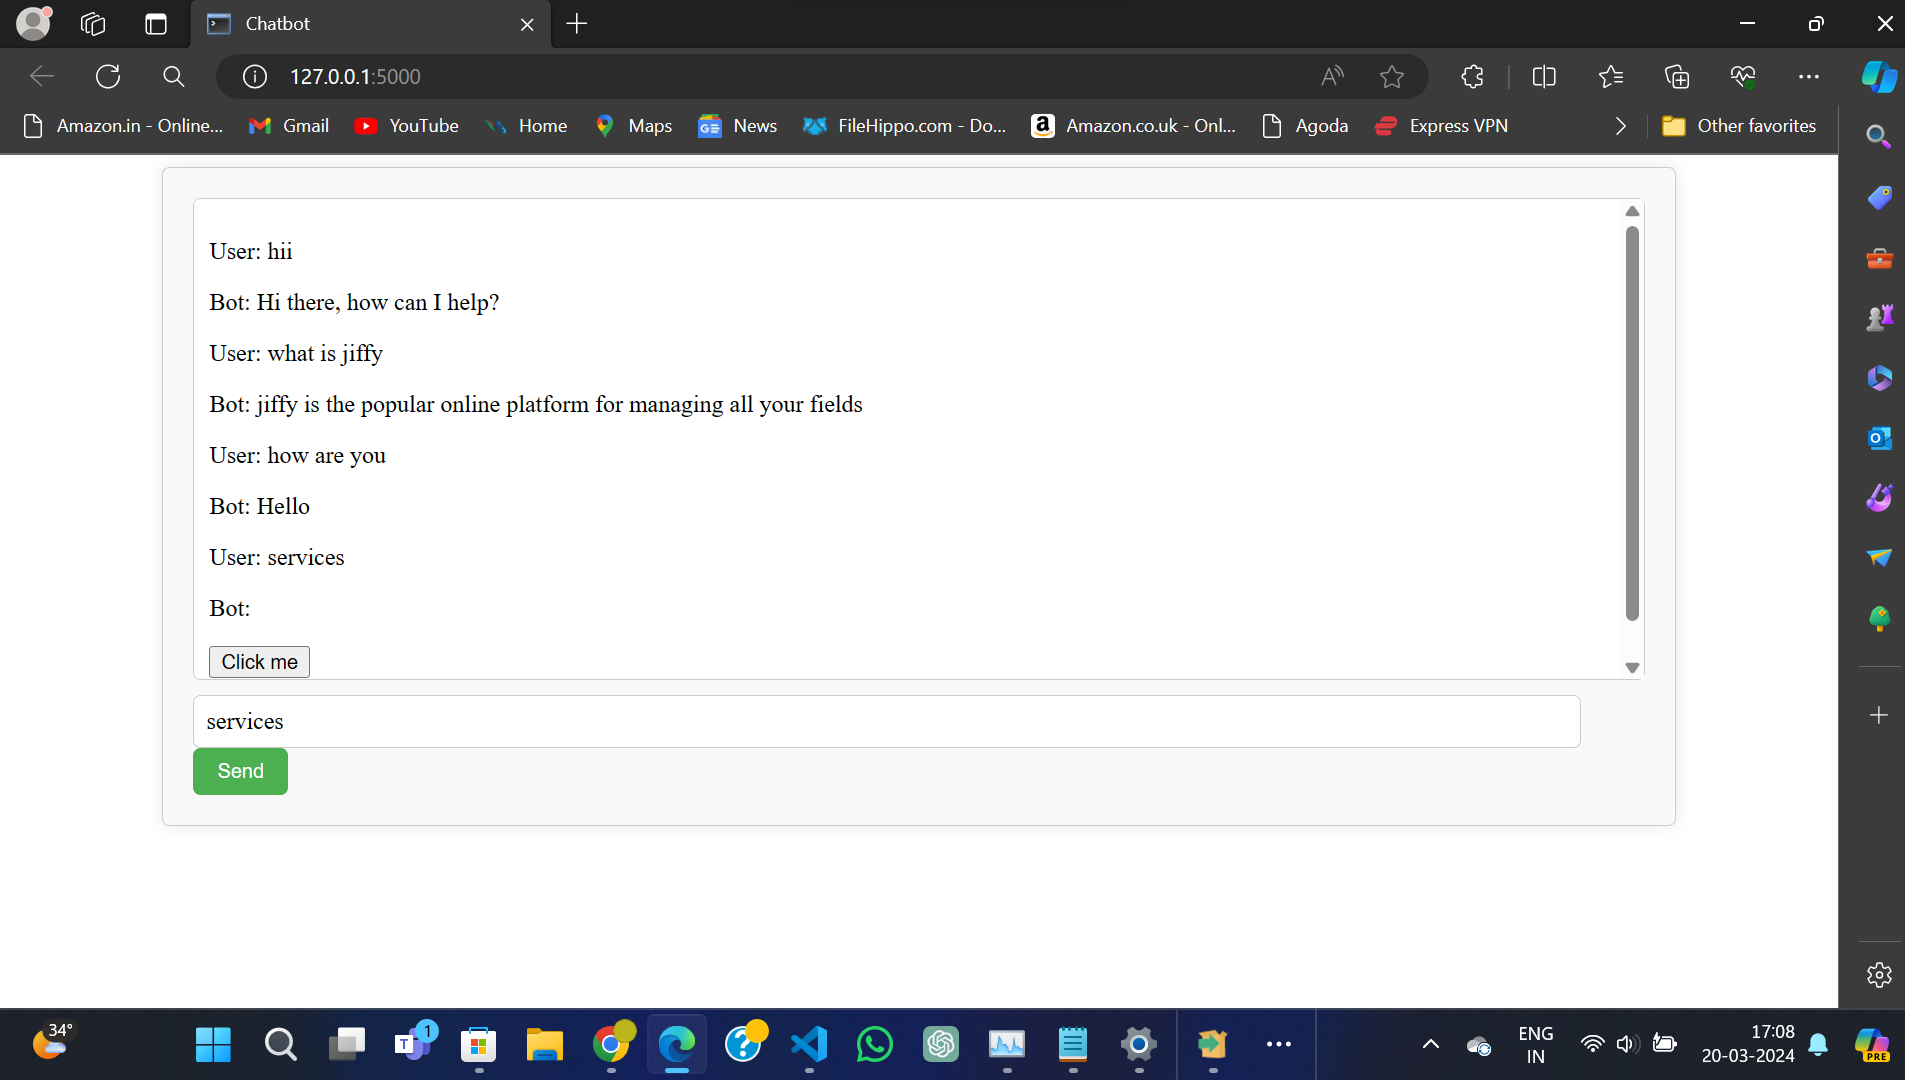 Chatbot
127.0.0.1:5000
Amazon.in - Online...
Gmail
YouTube
Home
Maps
News
FileHippo.com - Do...
Amazon.co.uk - Onl...
Agoda
Express VPN
Other favorites
User: hii
Bot: Hi there, how can I help?
User: what is jiffy
Bot: jiffy is the popular online platform for managing all your fields
User: how are you
Bot: Hello
User: services
Bot:
Click me
services
Send
34°
1
ENG
IN
17:08
20-03-2024
PRE